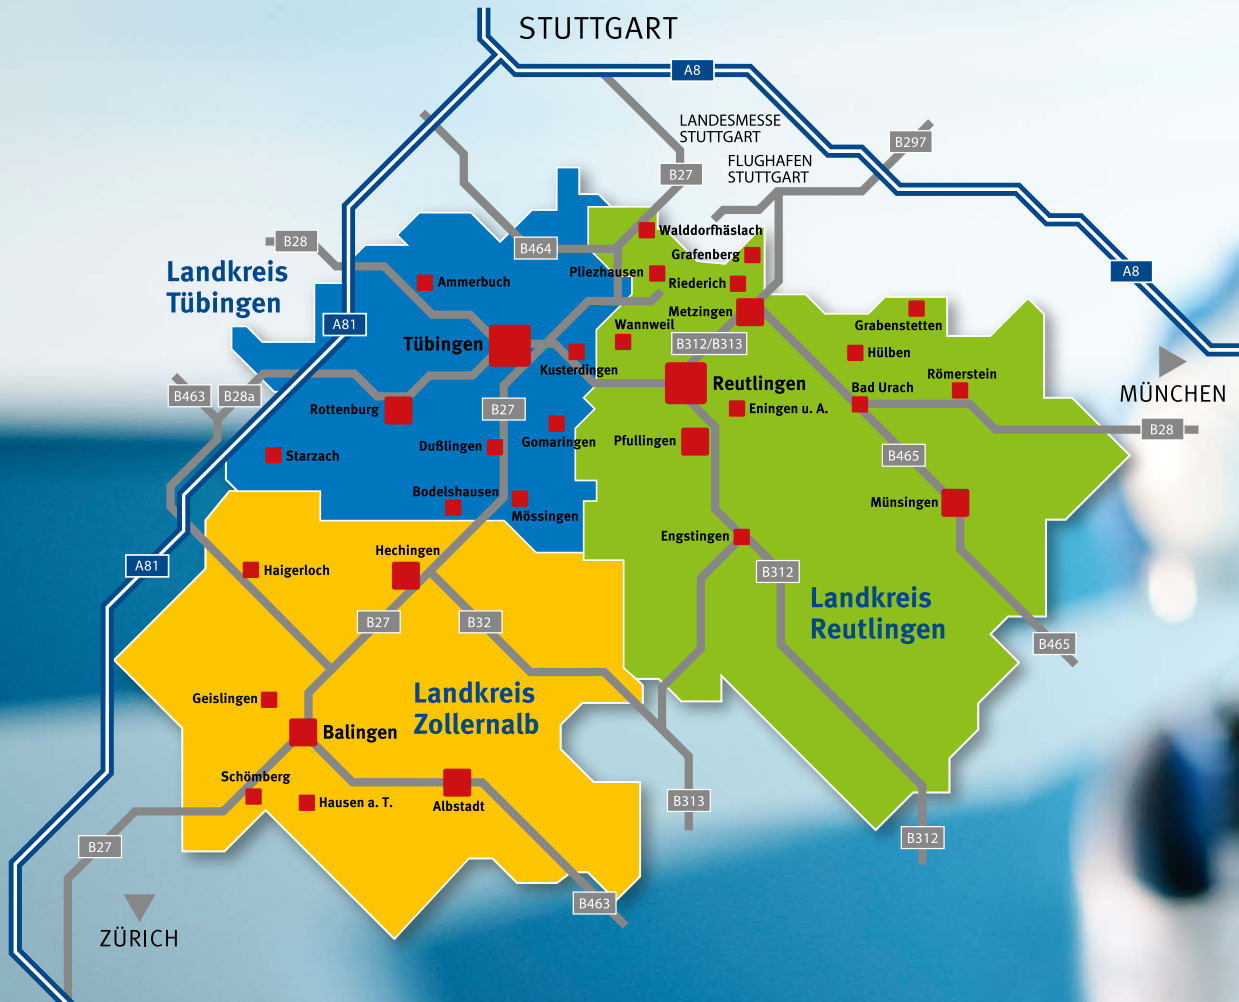 STUTTGART
A8
LANDESMESSE
STUTTGART
B297
FLUGHAFEN
STUTTGART
B27
Walddorfhäslach
B28
B464
Grafenberg
Landkreis
Tübingen
Pliezhausen
Riederich
A8
Ammerbuch
Metzingen
Grabenstetten
A81
Wannweil
Tübingen
B312/B313
Hülben
Kusterdingen
MÜNCHEN
Reutlingen
Römerstein
Bad Urach
B463
B28a
Rottenburg
B27
Eningen u. A.
B28
Dußlingen
Gomaringen
Pfullingen
Starzach
B465
Bodelshausen
Mössingen
Münsingen
Engstingen
Hechingen
A81
Haigerloch
B312
Landkreis
Reutlingen
B27
B32
B465
Geislingen
Landkreis
Zollernalb
Balingen
Schömberg
Hausen a. T.
Albstadt
B313
B27
B312
B463
ZÜRICH